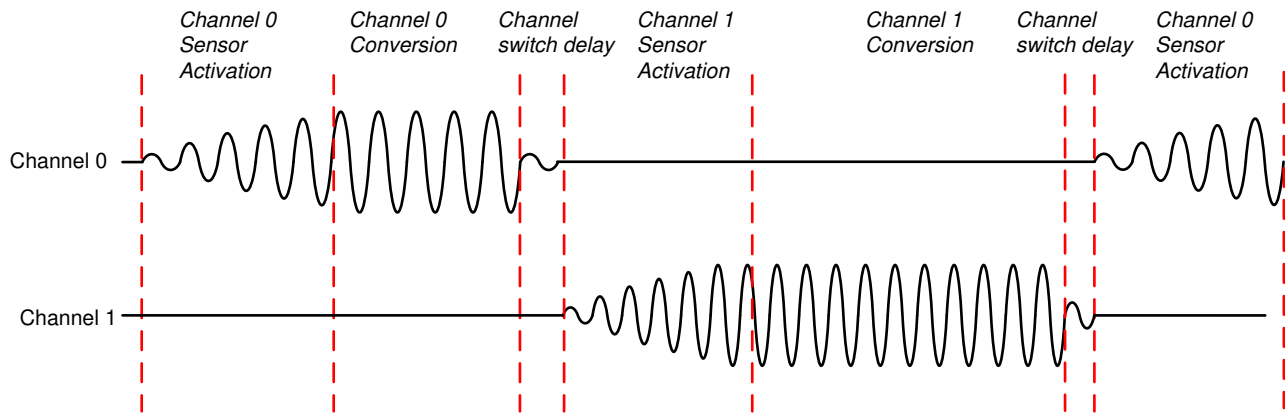 Channel 0
Sensor
Activation
Channel 0
Conversion
Channel
switch delay
Channel 1
Sensor
Activation
Channel 1
Conversion
Channel
switch delay
Channel 0
Sensor
Activation
Channel 0
Channel 1